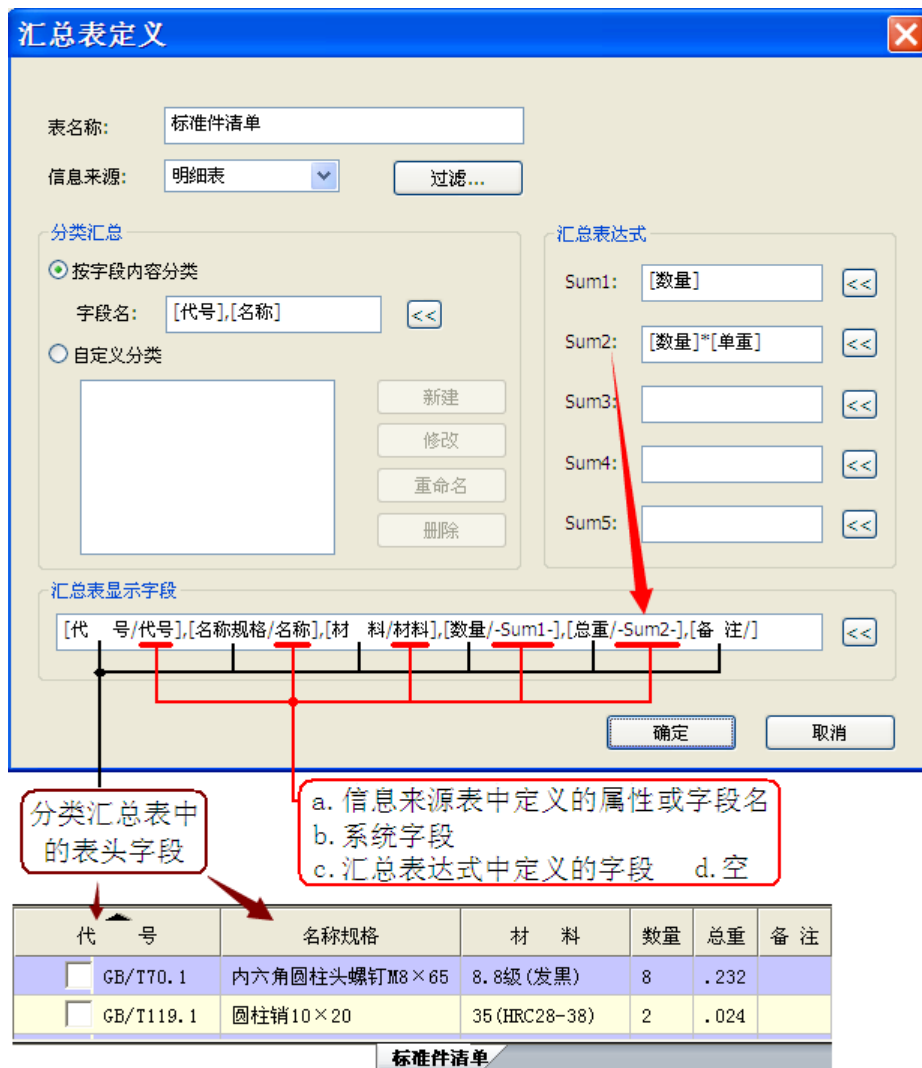 汇总表定义
表名称: 标准件清单
信息来源: 明细表 过滤...
分类汇总
按字段内容分类
字段名: [代号],[名称] <<
自定义分类
新建
修改
重命名
删除
汇总表达式
Sum1: [数量] <<
Sum2: [数量]*[单重] <<
Sum3: <<
Sum4: <<
Sum5: <<
汇总表显示字段
[代 号/代号],[名称规格/名称],[材 料/材料],[数量/-Sum1-],[总重/-Sum2-],[备 注/] <<
确定 取消
分类汇总表中
的表头字段
a.信息来源表中定义的属性或字段名
b.系统字段
c.汇总表达式中定义的字段 d.空
代 号 名称规格 材 料 数量 总重 备 注
GB/T70.1 内六角圆柱头螺钉M8×65 8.8级(发黑) 8 .232
GB/T119.1 圆柱销10×20 35(HRC28-38) 2 .024
标准件清单